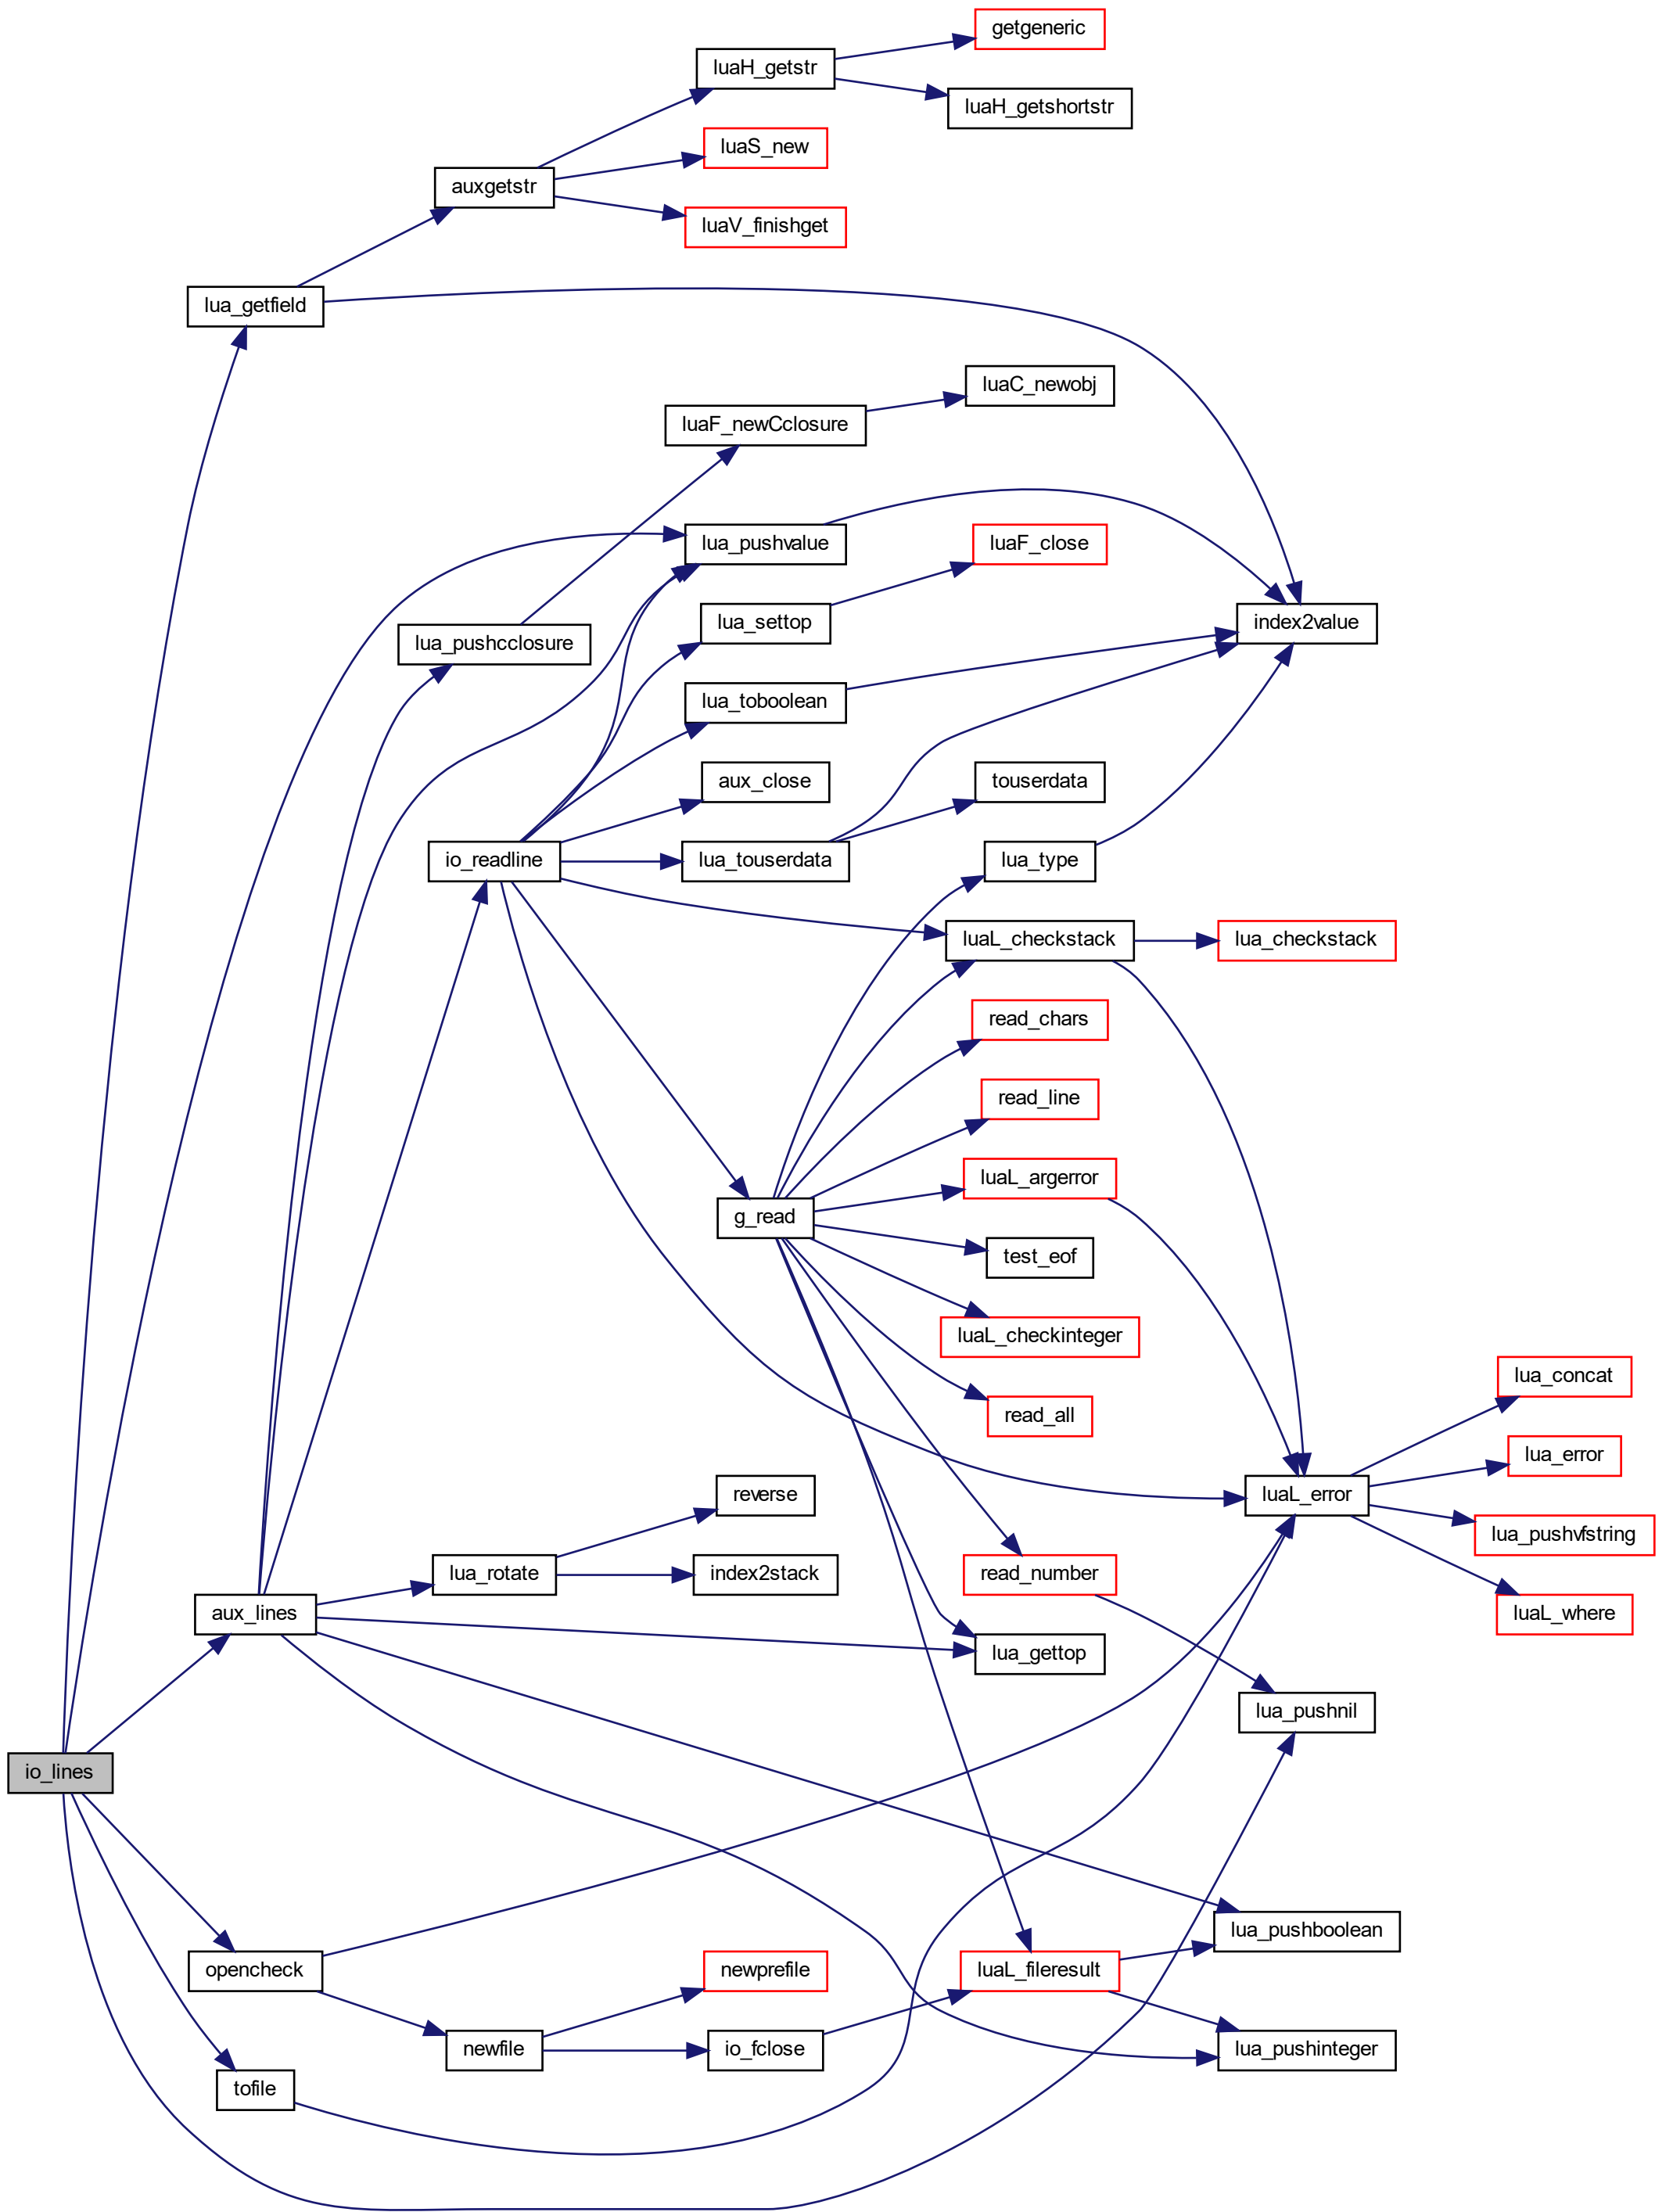 getgeneric
luaH_getstr
luaH_getshortstr
luaS_new
auxgetstr
luaV_finishget
lua_getfield
luaC_newobj
luaF_newCclosure
lua_pushvalue
luaF_close
lua_settop
index2value
lua_pushcclosure
lua_toboolean
aux_close
touserdata
io_readline
lua_touserdata
lua_type
luaL_checkstack
lua_checkstack
read_chars
read_line
luaL_argerror
g_read
test_eof
luaL_checkinteger
lua_concat
read_all
lua_error
reverse
luaL_error
lua_pushvfstring
lua_rotate
index2stack
read_number
aux_lines
luaL_where
lua_gettop
lua_pushnil
io_lines
lua_pushboolean
opencheck
newprefile
luaL_fileresult
newfile
io_fclose
lua_pushinteger
tofile